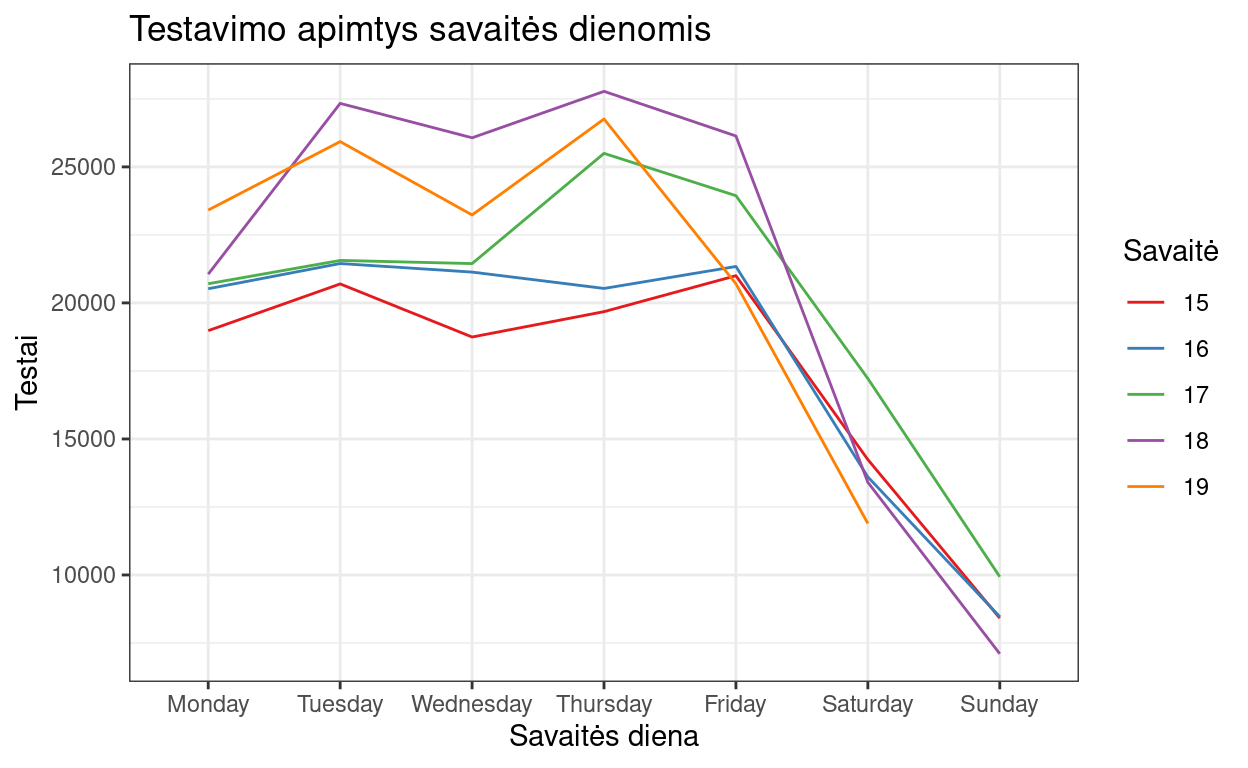 Testavimo apimtys savaitės dienomis
Testai
25000
20000
15000
10000
Monday Tuesday Wednesday Thursday Friday Saturday Sunday
Savaitės diena
Savaitė
15
16
17
18
19